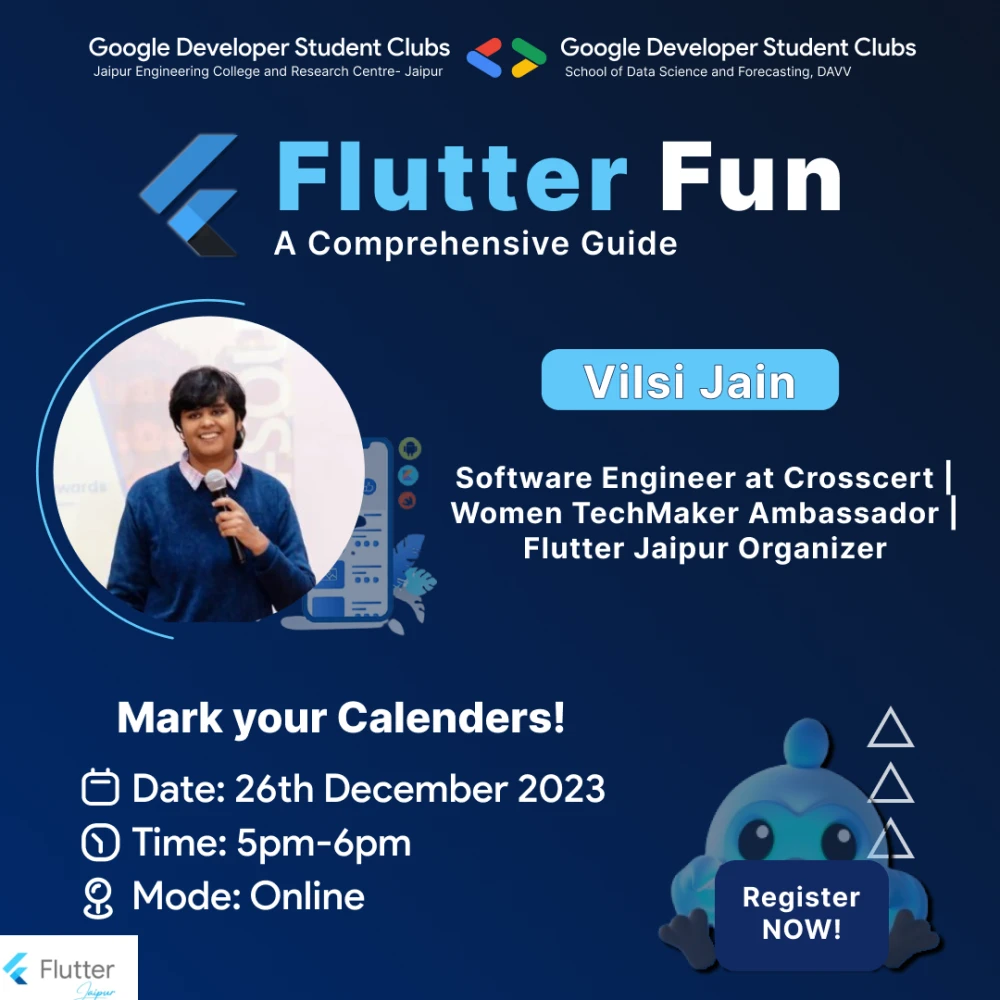 Google Developer Student Clubs
Jaipur Engineering College and Research Centre- Jaipur
Google Developer Student Clubs
School of Data Science and Forecasting, DAVV
Flutter Fun
A Comprehensive Guide
wards
Vilsi Jain
Software Engineer at Crosscert |
Women TechMaker Ambassador |
Flutter Jaipur Organizer
Mark your Calenders!
Date: 26th December 2023
Time: 5pm-6pm
Mode: Online
Register
NOW!
Flutter
Jaipur